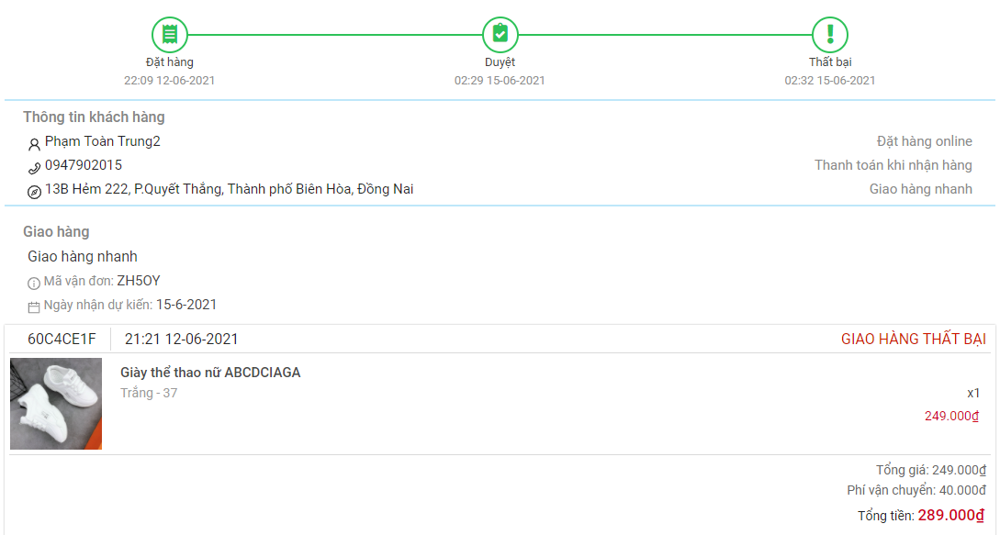 Đặt hàng
22:09 12-06-2021
Duyệt
02:29 15-06-2021
Thất bại
02:32 15-06-2021
Thông tin khách hàng
Phạm Toàn Trung2
Đặt hàng online
0947902015
Thanh toán khi nhận hàng
13B Hẻm 222, P.Quyết Thắng, Thành phố Biên Hòa, Đồng Nai
Giao hàng nhanh
Giao hàng
Giao hàng nhanh
Mã vận đơn: ZH5OY
Ngày nhận dự kiến: 15-6-2021
60C4CE1F 21:21 12-06-2021 GIAO HÀNG THẤT BẠI
Giày thể thao nữ ABCDCIAGA
Trắng - 37
x1
249.000₫
Tổng giá: 249.000₫
Phí vận chuyển: 40.000đ
Tổng tiền: 289.000₫